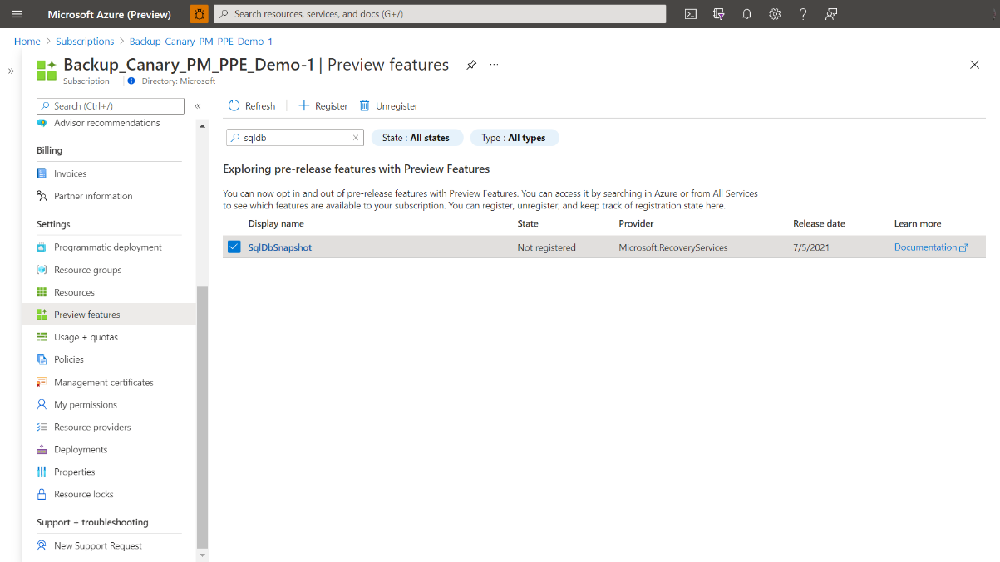 Microsoft Azure (Preview)
Search resources, services, and docs (G+/)
Home > Subscriptions > Backup_Canary_PM_PPE_Demo-1
Backup_Canary_PM_PPE_Demo-1 | Preview features
Subscription
Directory: Microsoft
Search (Ctrl+/)
Advisor recommendations
Billing
Invoices
Partner information
Settings
Programmatic deployment
Resource groups
Resources
Preview features
Usage + quotas
Policies
Management certificates
My permissions
Resource providers
Deployments
Properties
Resource locks
Support + troubleshooting
New Support Request
Refresh
Register
Unregister
sqldb
State : All states
Type : All types
Exploring pre-release features with Preview Features
You can now opt in and out of pre-release features with Preview Features. You can access it by searching in Azure or from All Services
to see which features are available to your subscription. You can register, unregister, and keep track of registration state here.
Display name State Provider Release date Learn more
SqlDbSnapshot Not registered Microsoft.RecoveryServices 7/5/2021 Documentation